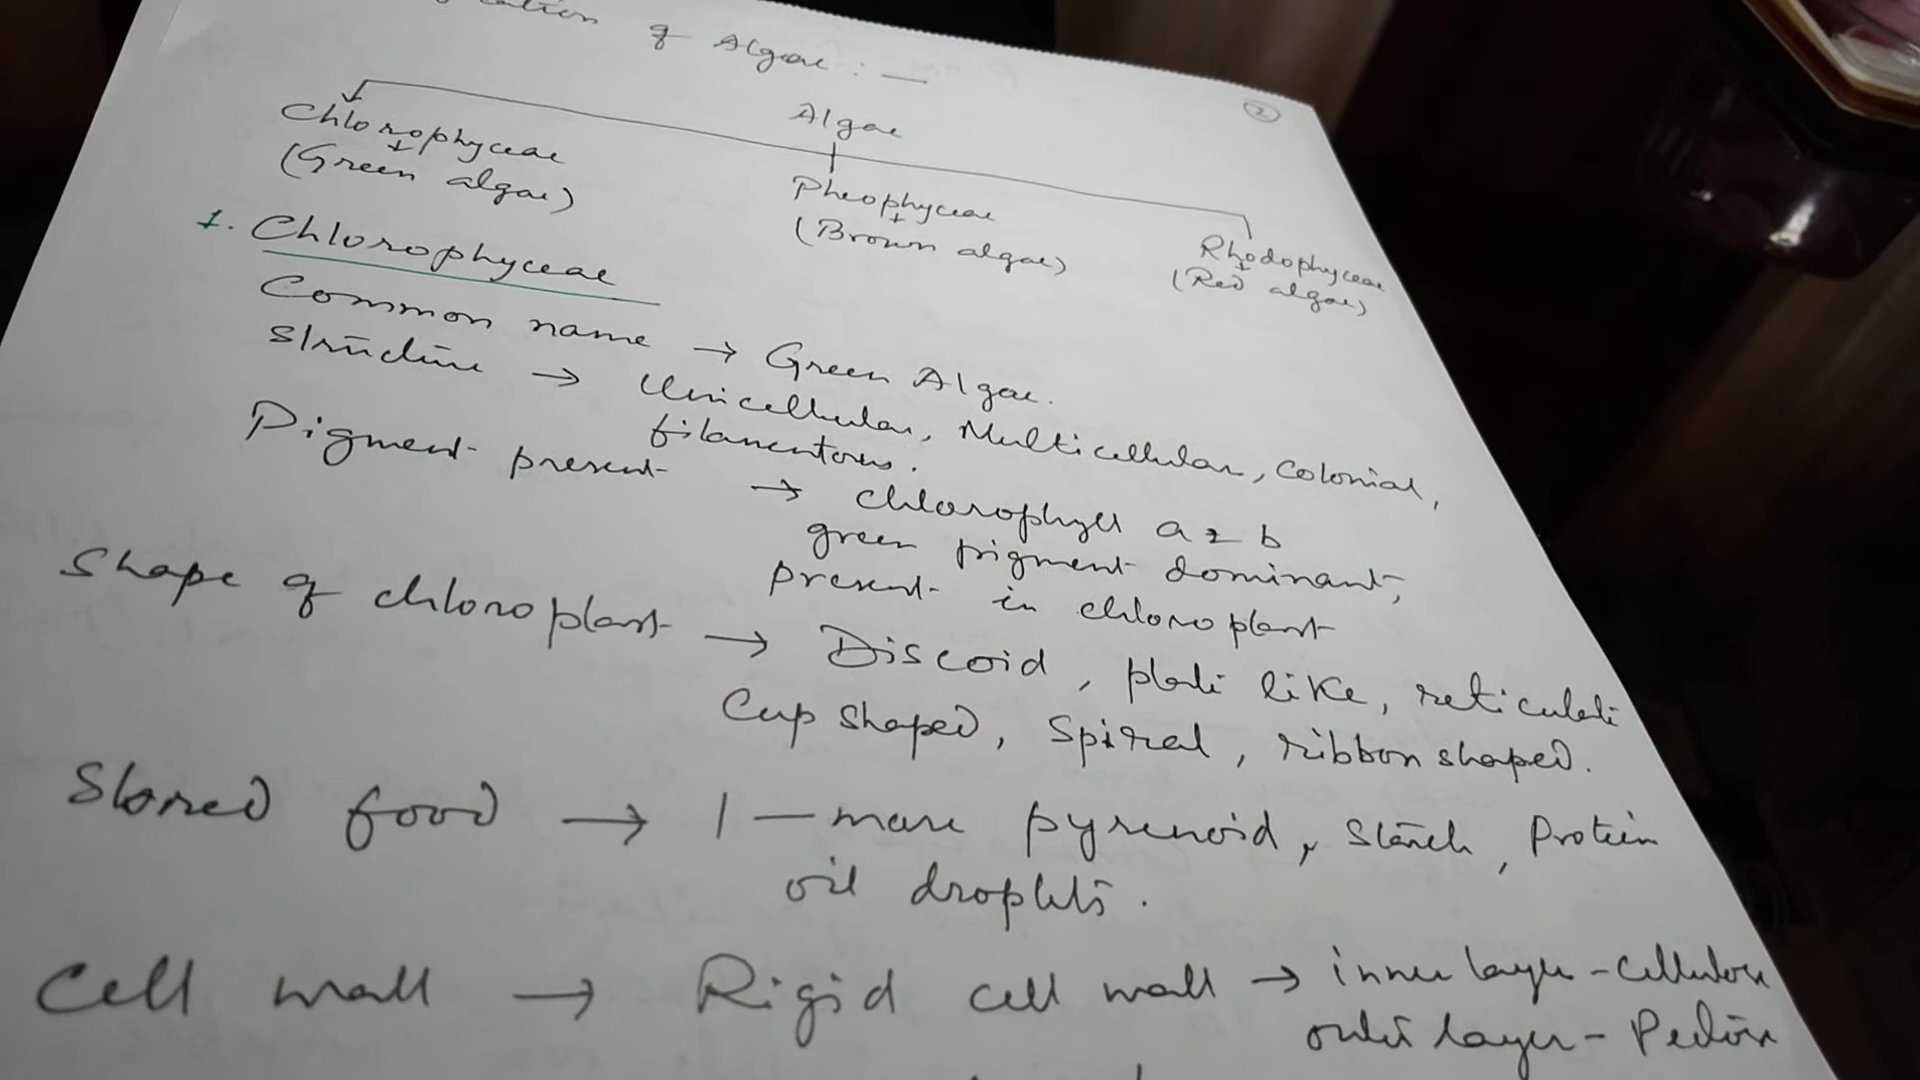 of Algae : —
2
Algae
Chlorophyceae
(Green algae)
Pheophyceae
(Brown algae)
Rhodophyceae
(Red algae)
1. Chlorophyceae
Common name → Green Algae.
Structure → Unicellular, Multicellular, Colonial,
filamentous.
Pigment present → chlorophyll a & b
green pigment dominant,
present in chloroplast
Shape of chloroplast → Discoid, plate like, reticulate
Cup shaped, Spiral, ribbon shaped.
Stored food → 1 — more pyrenoid, Starch, Protein
oil droplets.
Cell wall → Rigid cell wall → inner layer - Cellulose
outer layer - Pectose